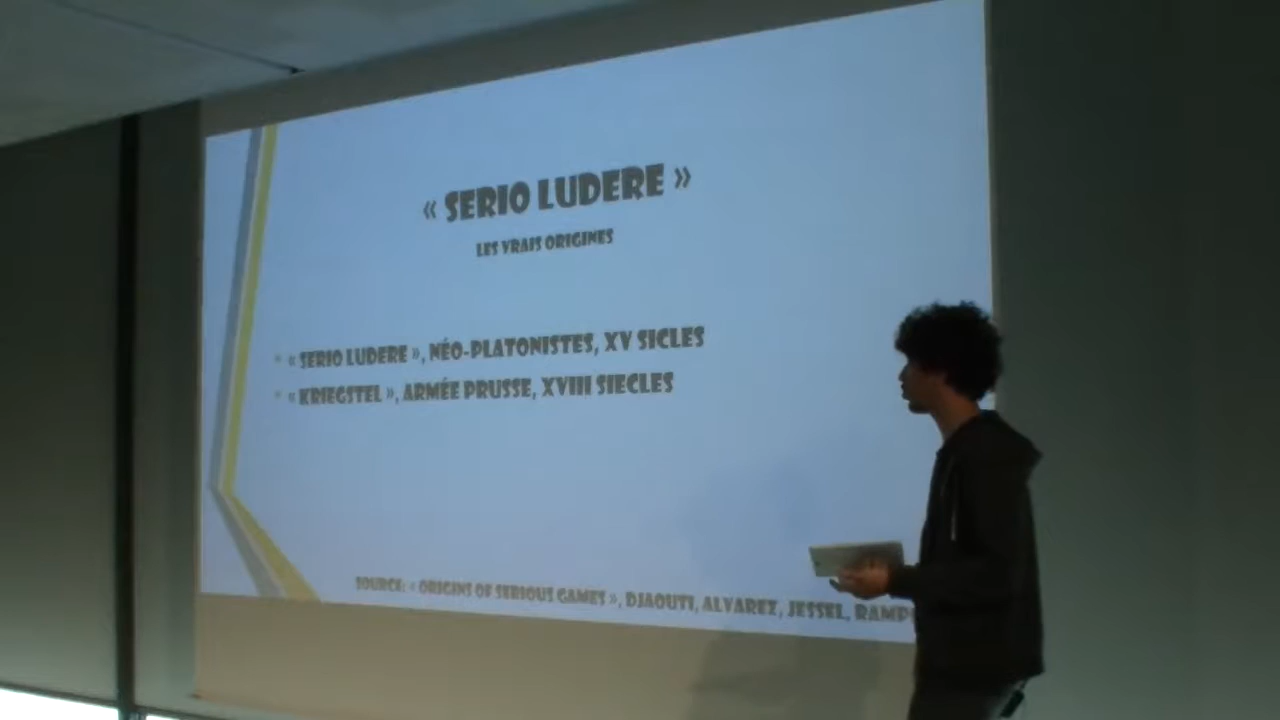 « SERIO LUDERE »
LES VRAIS ORIGINES
• « SERIO LUDERE », NÉO-PLATONISTES, XV SICLES
• « KRIEGSTEL », ARMÉE PRUSSE, XVIII SIECLES
SOURCE: « ORIGINS OF SERIOUS GAMES », DJAOUTI, ALVAREZ, JESSEL, RAMP